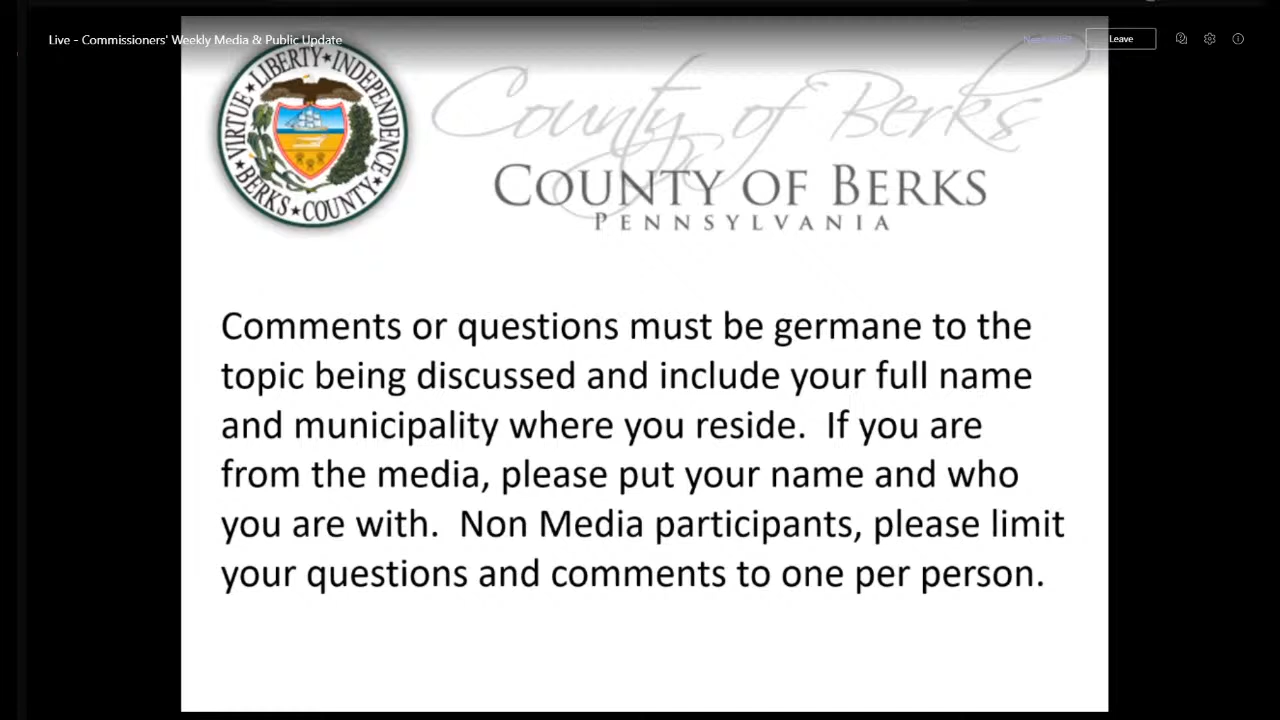 Live - Commissioners' Weekly Media & Public Update
Need help?
Leave
VIRTUE ★ LIBERTY ★ INDEPENDENCE
★ BERKS ★ COUNTY ★
County of Berks
COUNTY OF BERKS
PENNSYLVANIA
Comments or questions must be germane to the
topic being discussed and include your full name
and municipality where you reside.  If you are
from the media, please put your name and who
you are with.  Non Media participants, please limit
your questions and comments to one per person.